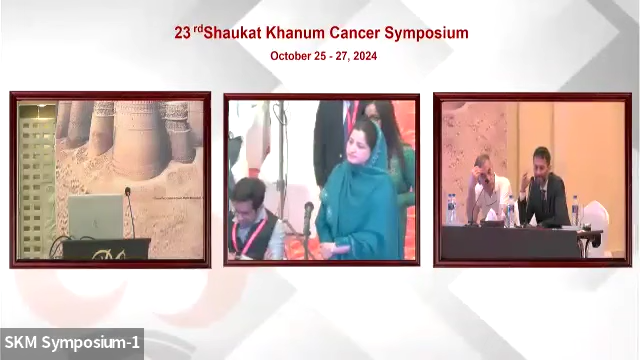 23rdShaukat Khanum Cancer Symposium
October 25 - 27, 2024
SKM Symposium-1